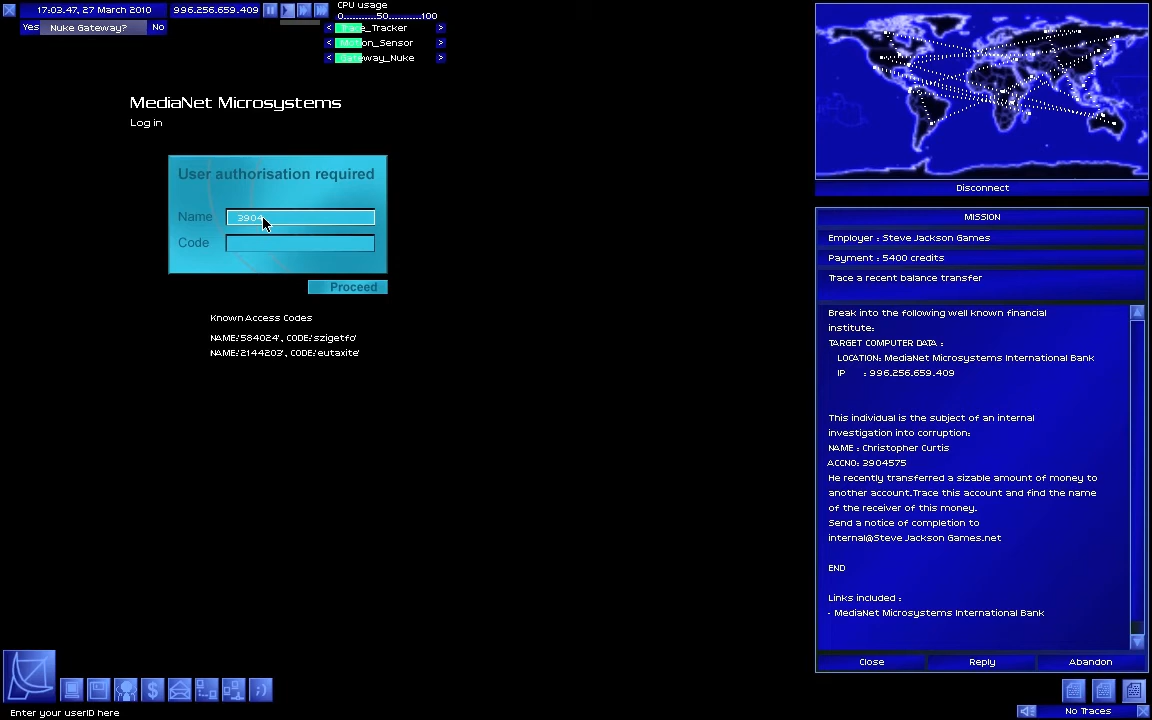 17:03.47, 27 March 2010
996.256.659.409
CPU usage
0..........50..........100
Yes Nuke Gateway? No
< Trace_Tracker >
< Motion_Sensor >
< Gateway_Nuke >
MediaNet Microsystems
Log in
User authorisation required
Name 3904
Code
Proceed
Known Access Codes
NAME:'584024', CODE:'szigetfo'
NAME:'2144203', CODE:'eutaxite'
Disconnect
MISSION
Employer : Steve Jackson Games
Payment : 5400 credits
Trace a recent balance transfer
Break into the following well known financial
institute:
TARGET COMPUTER DATA :
LOCATION: MediaNet Microsystems International Bank
IP : 996.256.659.409
This individual is the subject of an internal
investigation into corruption:
NAME : Christopher Curtis
ACCNO: 3904575
He recently transferred a sizable amount of money to
another account.Trace this account and find the name
of the receiver of this money.
Send a notice of completion to
internal@Steve Jackson Games.net
END
Links included :
- MediaNet Microsystems International Bank
Close
Reply
Abandon
Enter your userID here
No Traces